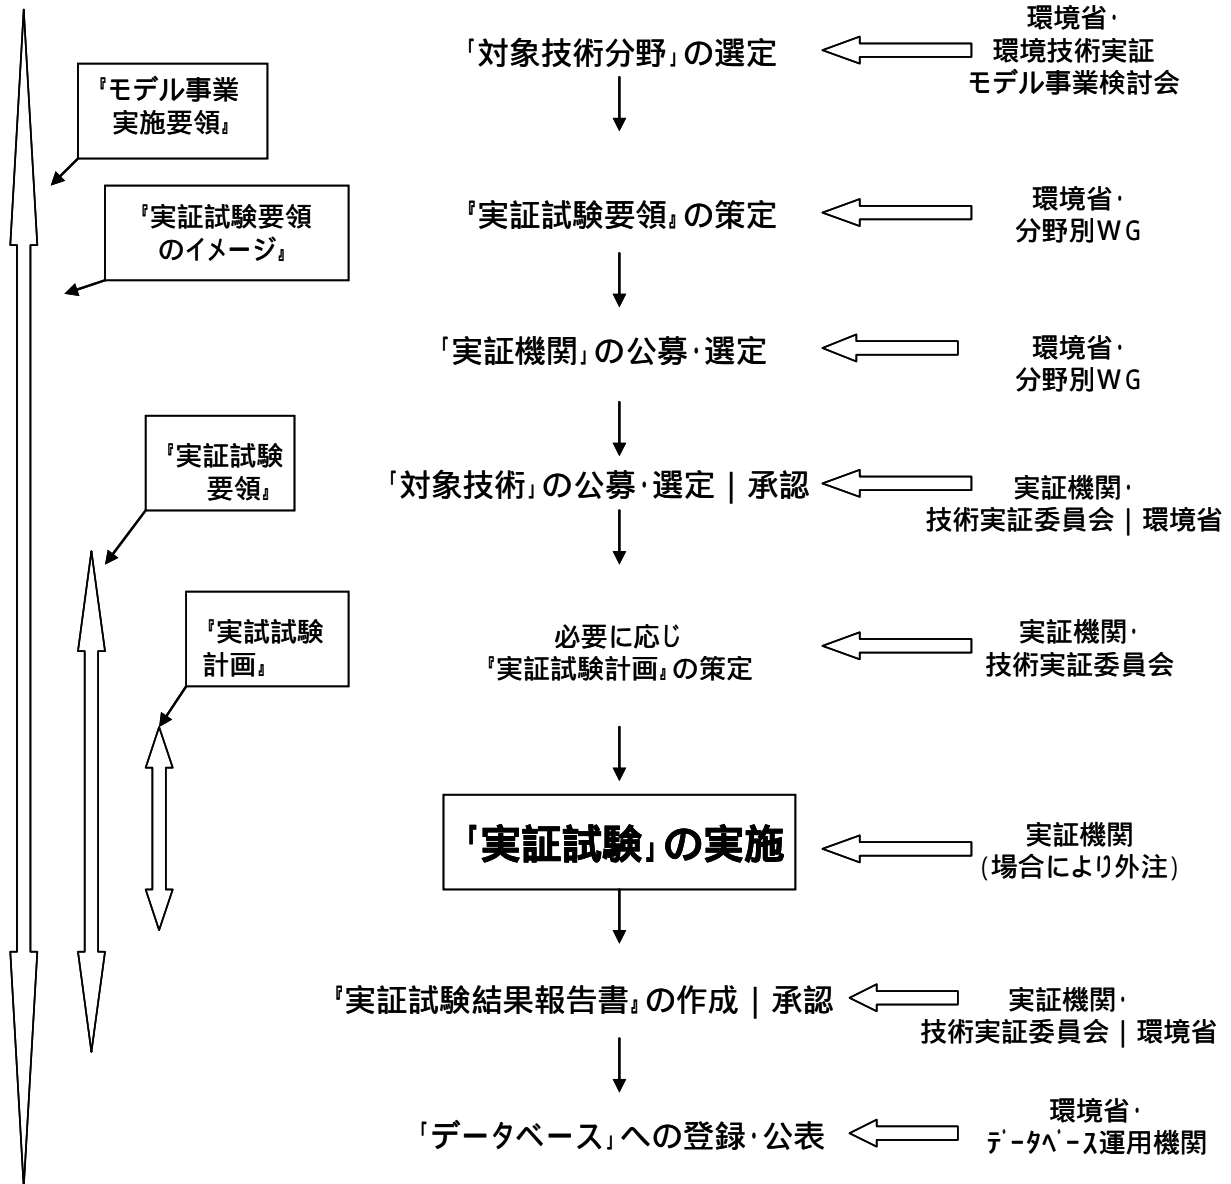 「対象技術分野」の選定
環境省・
環境技術実証
モデル事業検討会
『モデル事業
実施要領』
『実証試験要領
のイメージ』
『実証試験要領』の策定
環境省・
分野別WG
「実証機関」の公募・選定
環境省・
分野別WG
『実証試験
要領』
「対象技術」の公募・選定｜承認
実証機関・
技術実証委員会｜環境省
『実試試験
計画』
必要に応じ
『実証試験計画』の策定
実証機関・
技術実証委員会
「実証試験」の実施
実証機関
(場合により外注)
『実証試験結果報告書』の作成｜承認
実証機関・
技術実証委員会｜環境省
「データベース」への登録・公表
環境省・
ﾃﾞｰﾀﾍﾞｰｽ運用機関